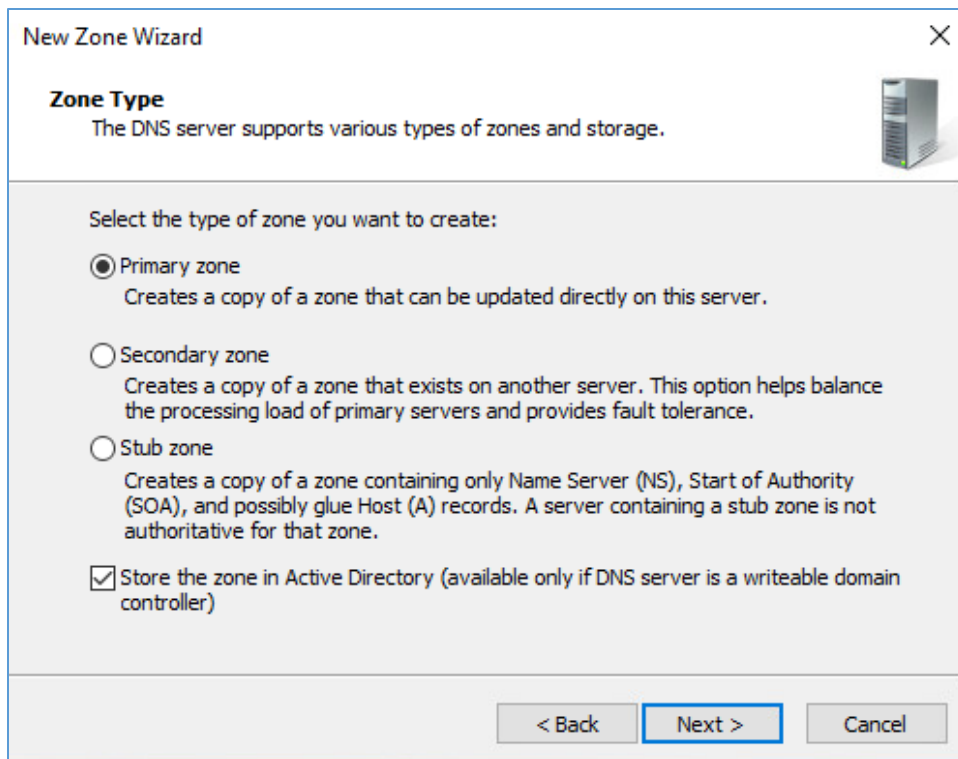 New Zone Wizard
Zone Type
The DNS server supports various types of zones and storage.
Select the type of zone you want to create:
Primary zone
Creates a copy of a zone that can be updated directly on this server.
Secondary zone
Creates a copy of a zone that exists on another server. This option helps balance
the processing load of primary servers and provides fault tolerance.
Stub zone
Creates a copy of a zone containing only Name Server (NS), Start of Authority
(SOA), and possibly glue Host (A) records. A server containing a stub zone is not
authoritative for that zone.
Store the zone in Active Directory (available only if DNS server is a writeable domain
controller)
< Back Next > Cancel